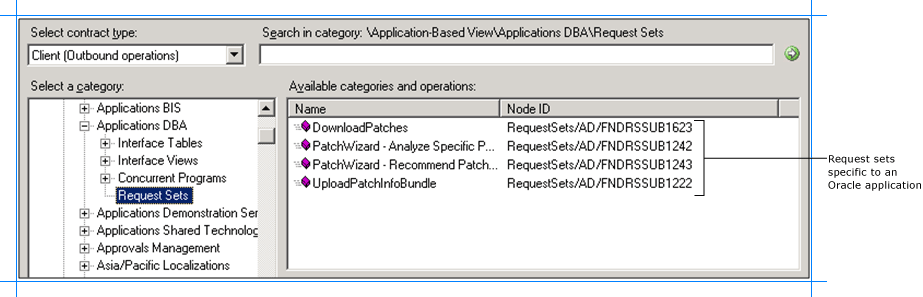 Select contract type:
Search in category: \Application-Based View\Applications DBA\Request Sets
Client (Outbound operations)
Select a category:
Available categories and operations:
Applications BIS
Applications DBA
Interface Tables
Interface Views
Concurrent Programs
Request Sets
Applications Demonstration Ser
Applications Shared Technolog
Approvals Management
Asia/Pacific Localizations
Name Node ID
DownloadPatches RequestSets/AD/FNDRSSUB1623
PatchWizard - Analyze Specific P... RequestSets/AD/FNDRSSUB1242
PatchWizard - Recommend Patch... RequestSets/AD/FNDRSSUB1243
UploadPatchInfoBundle RequestSets/AD/FNDRSSUB1222
Request sets
specific to an
Oracle application